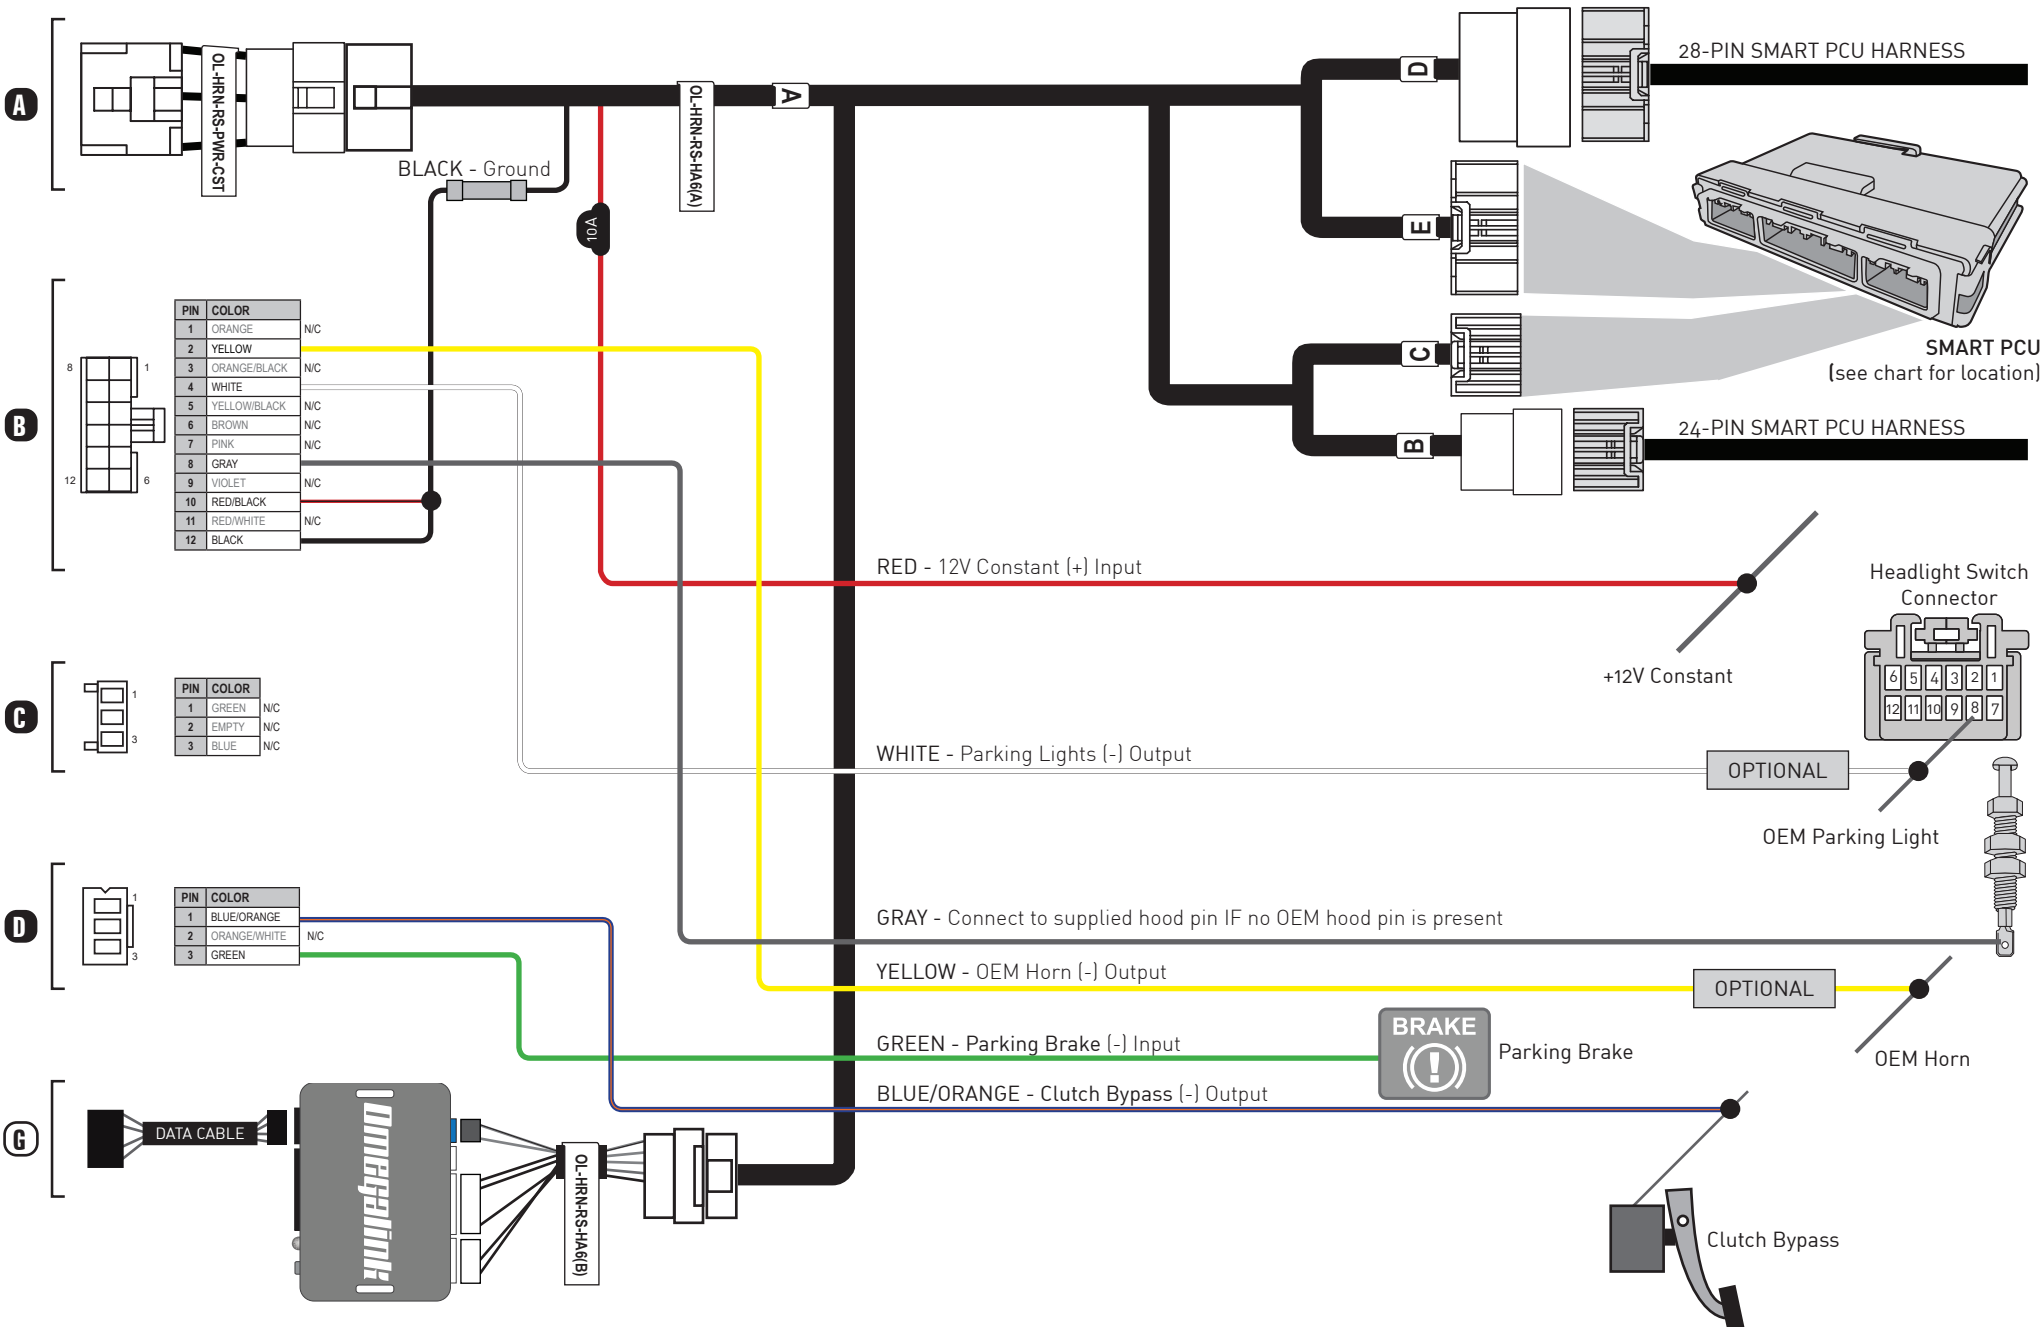 A
OL-HRN-RS-PWR-CST
BLACK - Ground
10A
OL-HRN-RS-HA6(A)
A
D
28-PIN SMART PCU HARNESS
E
SMART PCU
(see chart for location)
C
B
24-PIN SMART PCU HARNESS
B
8 1
12 6
PIN COLOR
1 ORANGE N/C
2 YELLOW
3 ORANGE/BLACK N/C
4 WHITE
5 YELLOW/BLACK N/C
6 BROWN N/C
7 PINK N/C
8 GRAY
9 VIOLET N/C
10 RED/BLACK
11 RED/WHITE N/C
12 BLACK
RED - 12V Constant (+) Input
+12V Constant
Headlight Switch
Connector
6 5 4 3 2 1
12 11 10 9 8 7
C
1
3
PIN COLOR
1 GREEN N/C
2 EMPTY N/C
3 BLUE N/C
WHITE - Parking Lights (-) Output
OPTIONAL
OEM Parking Light
D
1
3
PIN COLOR
1 BLUE/ORANGE
2 ORANGE/WHITE N/C
3 GREEN
GRAY - Connect to supplied hood pin IF no OEM hood pin is present
YELLOW - OEM Horn (-) Output
OPTIONAL
OEM Horn
GREEN - Parking Brake (-) Input
BRAKE
Parking Brake
BLUE/ORANGE - Clutch Bypass (-) Output
Clutch Bypass
G
DATA CABLE
Omegalink
OL-HRN-RS-HA6(B)